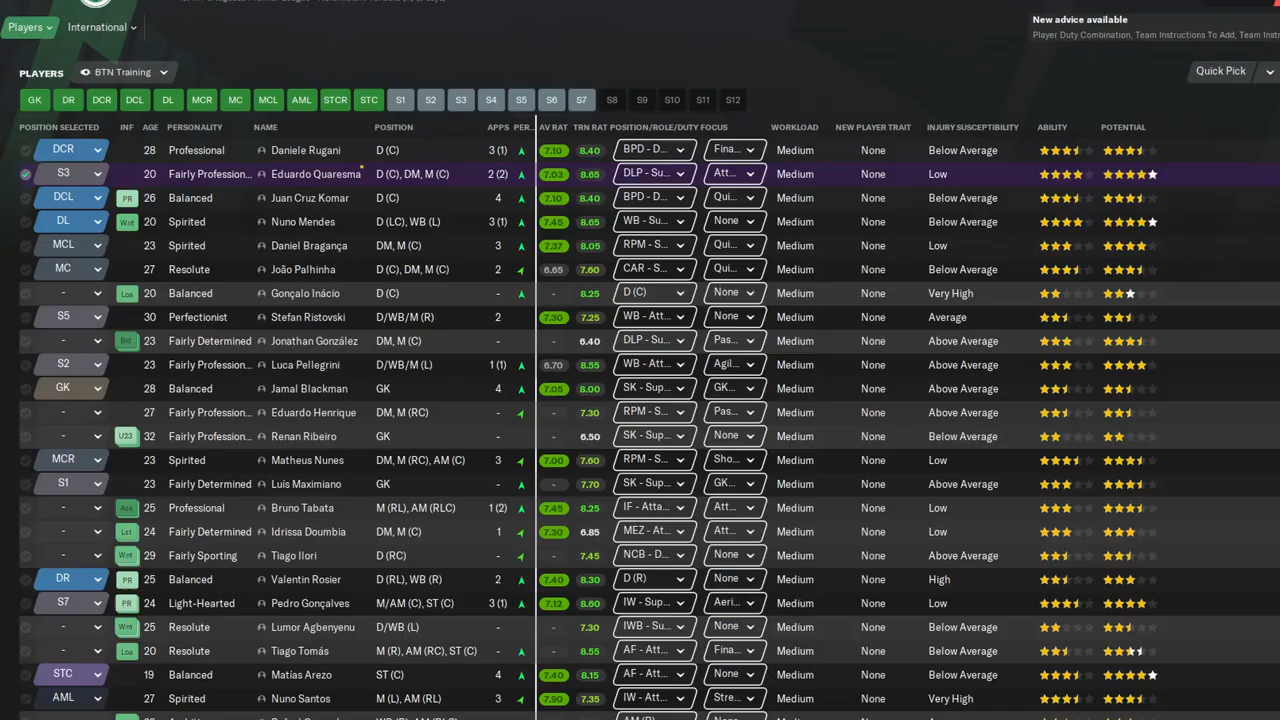 New advice available
Players
International
Player Duty Combination, Team Instructions To Add, Team Instr
PLAYERS BTN Training Quick Pick
GK DR DCR DCL DL MCR MC MCL AML STCR STC S1 S2 S3 S4 S5 S6 S7 S8 S9 S10 S11 S12
POSITION SELECTED INF AGE PERSONALITY NAME POSITION APPS PER... AV RAT TRN RAT POSITION/ROLE/DUTY FOCUS WORKLOAD NEW PLAYER TRAIT INJURY SUSCEPTIBILITY ABILITY POTENTIAL
DCR 28 Professional Daniele Rugani D (C) 3 (1) 7.10 8.40 BPD - D... Fina... Medium None Below Average
S3 20 Fairly Profession... Eduardo Quaresma D (C), DM, M (C) 2 (2) 7.03 8.65 DLP - Su... Att... Medium None Low
DCL PR 26 Balanced Juan Cruz Komar D (C) 4 7.10 8.40 BPD - D... Qui... Medium None Below Average
DL Wnt 20 Spirited Nuno Mendes D (LC), WB (L) 3 (1) 7.45 8.65 WB - Su... None Medium None Below Average
MCL 23 Spirited Daniel Bragança DM, M (C) 3 7.37 8.05 RPM - S... Qui... Medium None Low
MC 27 Resolute João Palhinha D (C), DM, M (C) 2 6.65 7.60 CAR - S... Qui... Medium None Below Average
- Loa 20 Balanced Gonçalo Inácio D (C) - - 8.25 D (C) None Medium None Very High
S5 30 Perfectionist Stefan Ristovski D/WB/M (R) 2 7.30 7.25 WB - Att... None Medium None Average
- Bid 23 Fairly Determined Jonathan González DM, M (C) - - 6.40 DLP - Su... Pas... Medium None Above Average
S2 23 Fairly Profession... Luca Pellegrini D/WB/M (L) 1 (1) 6.70 8.55 WB - Att... Agil... Medium None Above Average
GK 28 Balanced Jamal Blackman GK 4 7.05 8.00 SK - Sup... GK... Medium None Above Average
- 27 Fairly Profession... Eduardo Henrique DM, M (RC) - - 7.30 RPM - S... Pas... Medium None Above Average
- U23 32 Fairly Profession... Renan Ribeiro GK - - 6.50 SK - Sup... None Medium None Below Average
MCR 23 Spirited Matheus Nunes DM, M (RC), AM (C) 3 7.00 7.60 RPM - S... Sho... Medium None Low
S1 23 Fairly Determined Luís Maximiano GK - - 7.70 SK - Sup... GK... Medium None Below Average
- Ask 25 Professional Bruno Tabata M (RL), AM (RLC) 1 (2) 7.45 8.25 IF - Atta... Att... Medium None Low
- Lst 24 Fairly Determined Idrissa Doumbia DM, M (C) 1 7.30 6.85 MEZ - At... Att... Medium None Low
- Wnt 29 Fairly Sporting Tiago Ilori D (RC) - - 7.45 NCB - D... None Medium None Above Average
DR PR 25 Balanced Valentin Rosier D (RL), WB (R) 2 7.40 8.30 D (R) None Medium None High
S7 PR 24 Light-Hearted Pedro Gonçalves M/AM (C), ST (C) 3 (1) 7.12 8.60 IW - Sup... Aeri... Medium None Low
- Wnt 25 Resolute Lumor Agbenyenu D/WB (L) - - 7.30 IWB - Su... None Medium None Below Average
- Loa 20 Resolute Tiago Tomás M (R), AM (RC), ST (C) - - 8.55 AF - Att... Fina... Medium None Below Average
STC 19 Balanced Matías Arezo ST (C) 4 7.40 8.15 AF - Att... None Medium None Below Average
AML 27 Spirited Nuno Santos M (L), AM (RL) 3 7.90 7.35 IW - Att... Stre... Medium None Very High